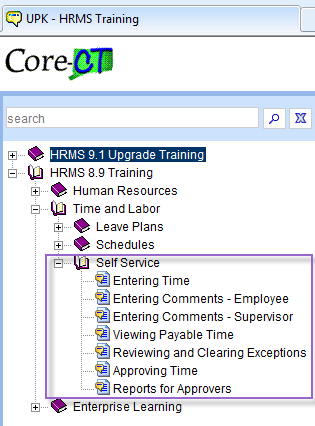 UPK - HRMS Training
Core-CT
search
HRMS 9.1 Upgrade Training
HRMS 8.9 Training
Human Resources
Time and Labor
Leave Plans
Schedules
Self Service
Entering Time
Entering Comments - Employee
Entering Comments - Supervisor
Viewing Payable Time
Reviewing and Clearing Exceptions
Approving Time
Reports for Approvers
Enterprise Learning